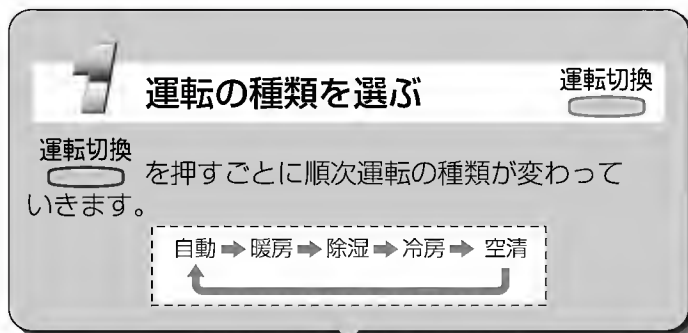 1 運転の種類を選ぶ 運転切換
運転切換 を押すごとに順次運転の種類が変わって
いきます。
自動➡暖房➡除湿➡冷房➡空清